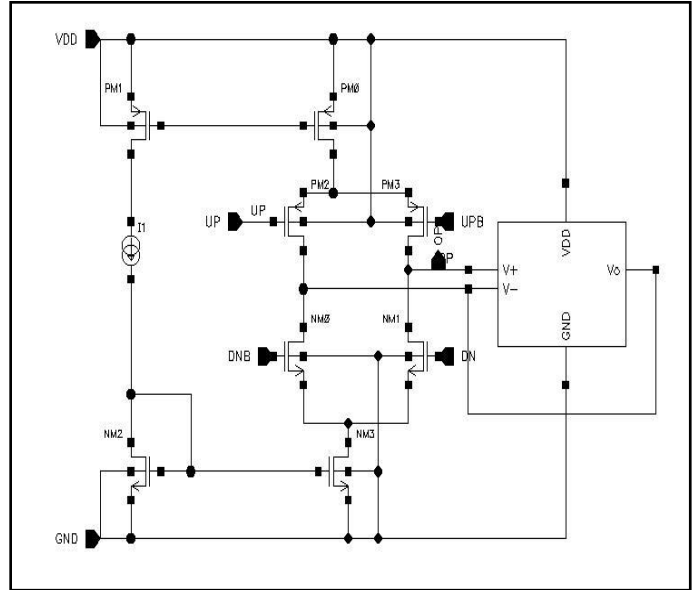 VDD
PM1
PM0
PM2
PM3
UP
UP
UPB
OP
OP
I1
V+
V-
VDD
GND
Vo
NM0
NM1
DNB
DN
NM2
NM3
GND